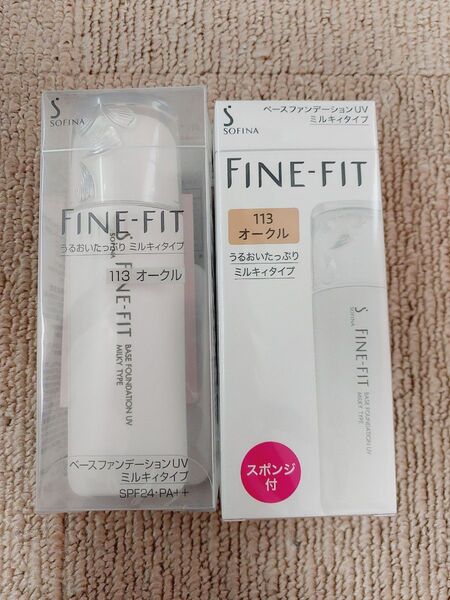 SOFINA
FINE-FIT
うるおいたっぷり ミルキィタイプ
113 オークル
SOFINA
FINE-FIT
BASE FOUNDATION UV
MILKY TYPE
ベースファンデーションUV
ミルキィタイプ
SPF24・PA++
SOFINA
ベースファンデーションUV
ミルキィタイプ
FINE-FIT
113
オークル
うるおいたっぷり
ミルキィタイプ
SOFINA
FINE-FIT
BASE FOUNDATION UV
MILKY TYPE
スポンジ
付